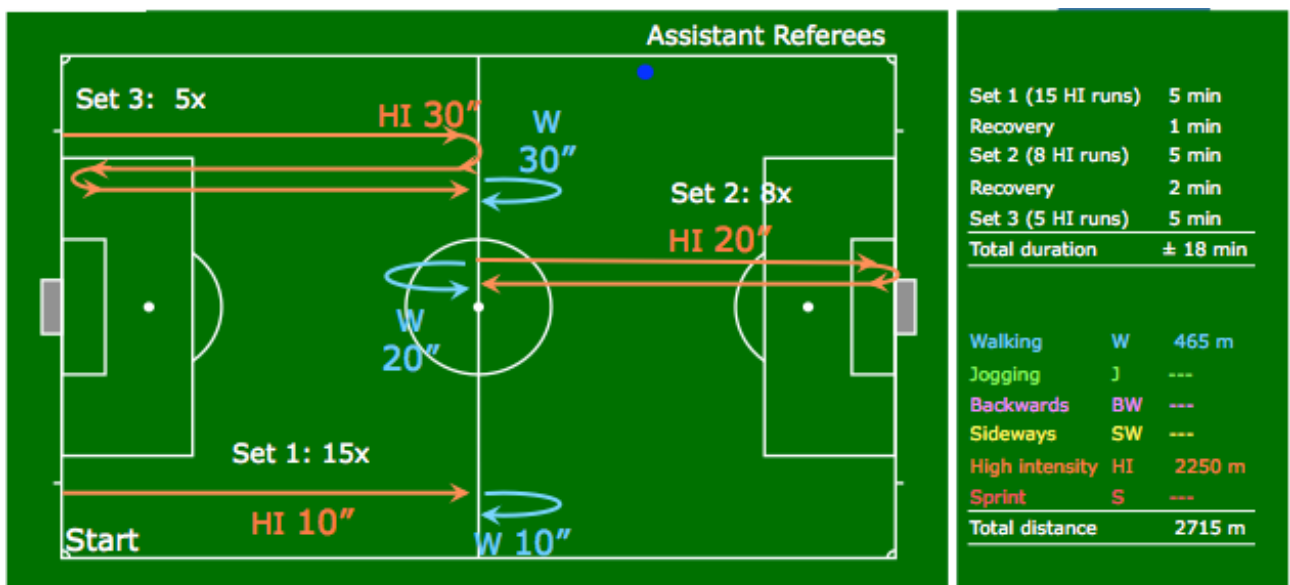 Assistant Referees
Set 3:  5x
HI 30”
W
30”
Set 2: 8x
HI 20”
W
20”
Set 1: 15x
HI 10”
W 10”
Start
Set 1 (15 HI runs) 5 min
Recovery 1 min
Set 2 (8 HI runs) 5 min
Recovery 2 min
Set 3 (5 HI runs) 5 min
Total duration ± 18 min
Walking W 465 m
Jogging J ---
Backwards BW ---
Sideways SW ---
High intensity HI 2250 m
Sprint S ---
Total distance 2715 m